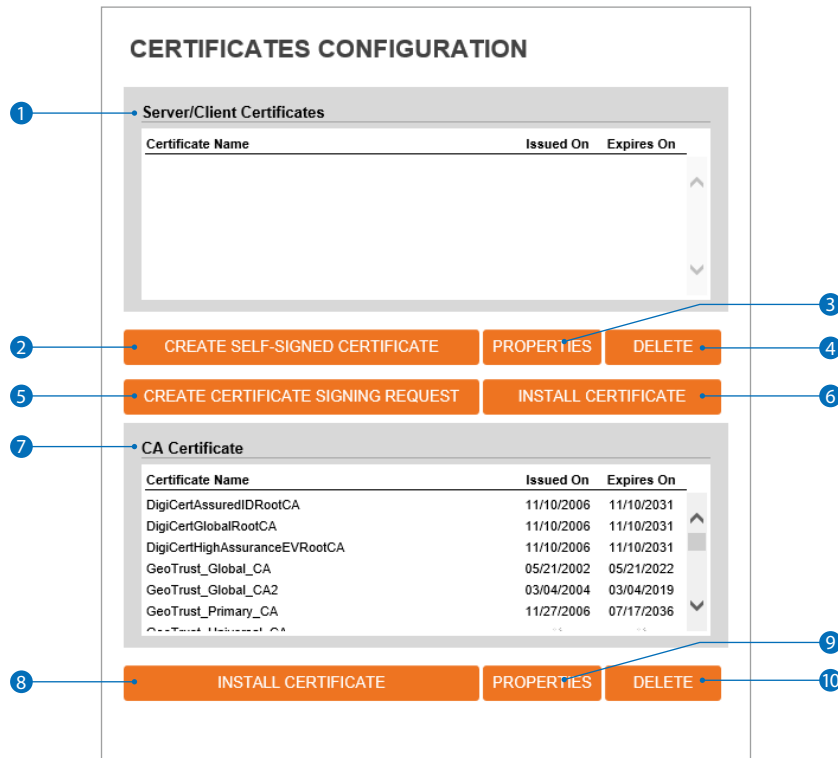 CERTIFICATES CONFIGURATION
1
Server/Client Certificates
Certificate Name Issued On Expires On
3
2 CREATE SELF-SIGNED CERTIFICATE PROPERTIES DELETE 4
5 CREATE CERTIFICATE SIGNING REQUEST INSTALL CERTIFICATE 6
7 CA Certificate
Certificate Name Issued On Expires On
DigiCertAssuredIDRootCA 11/10/2006 11/10/2031
DigiCertGlobalRootCA 11/10/2006 11/10/2031
DigiCertHighAssuranceEVRootCA 11/10/2006 11/10/2031
GeoTrust_Global_CA 05/21/2002 05/21/2022
GeoTrust_Global_CA2 03/04/2004 03/04/2019
GeoTrust_Primary_CA 11/27/2006 07/17/2036
9
8 INSTALL CERTIFICATE PROPERTIES DELETE 10